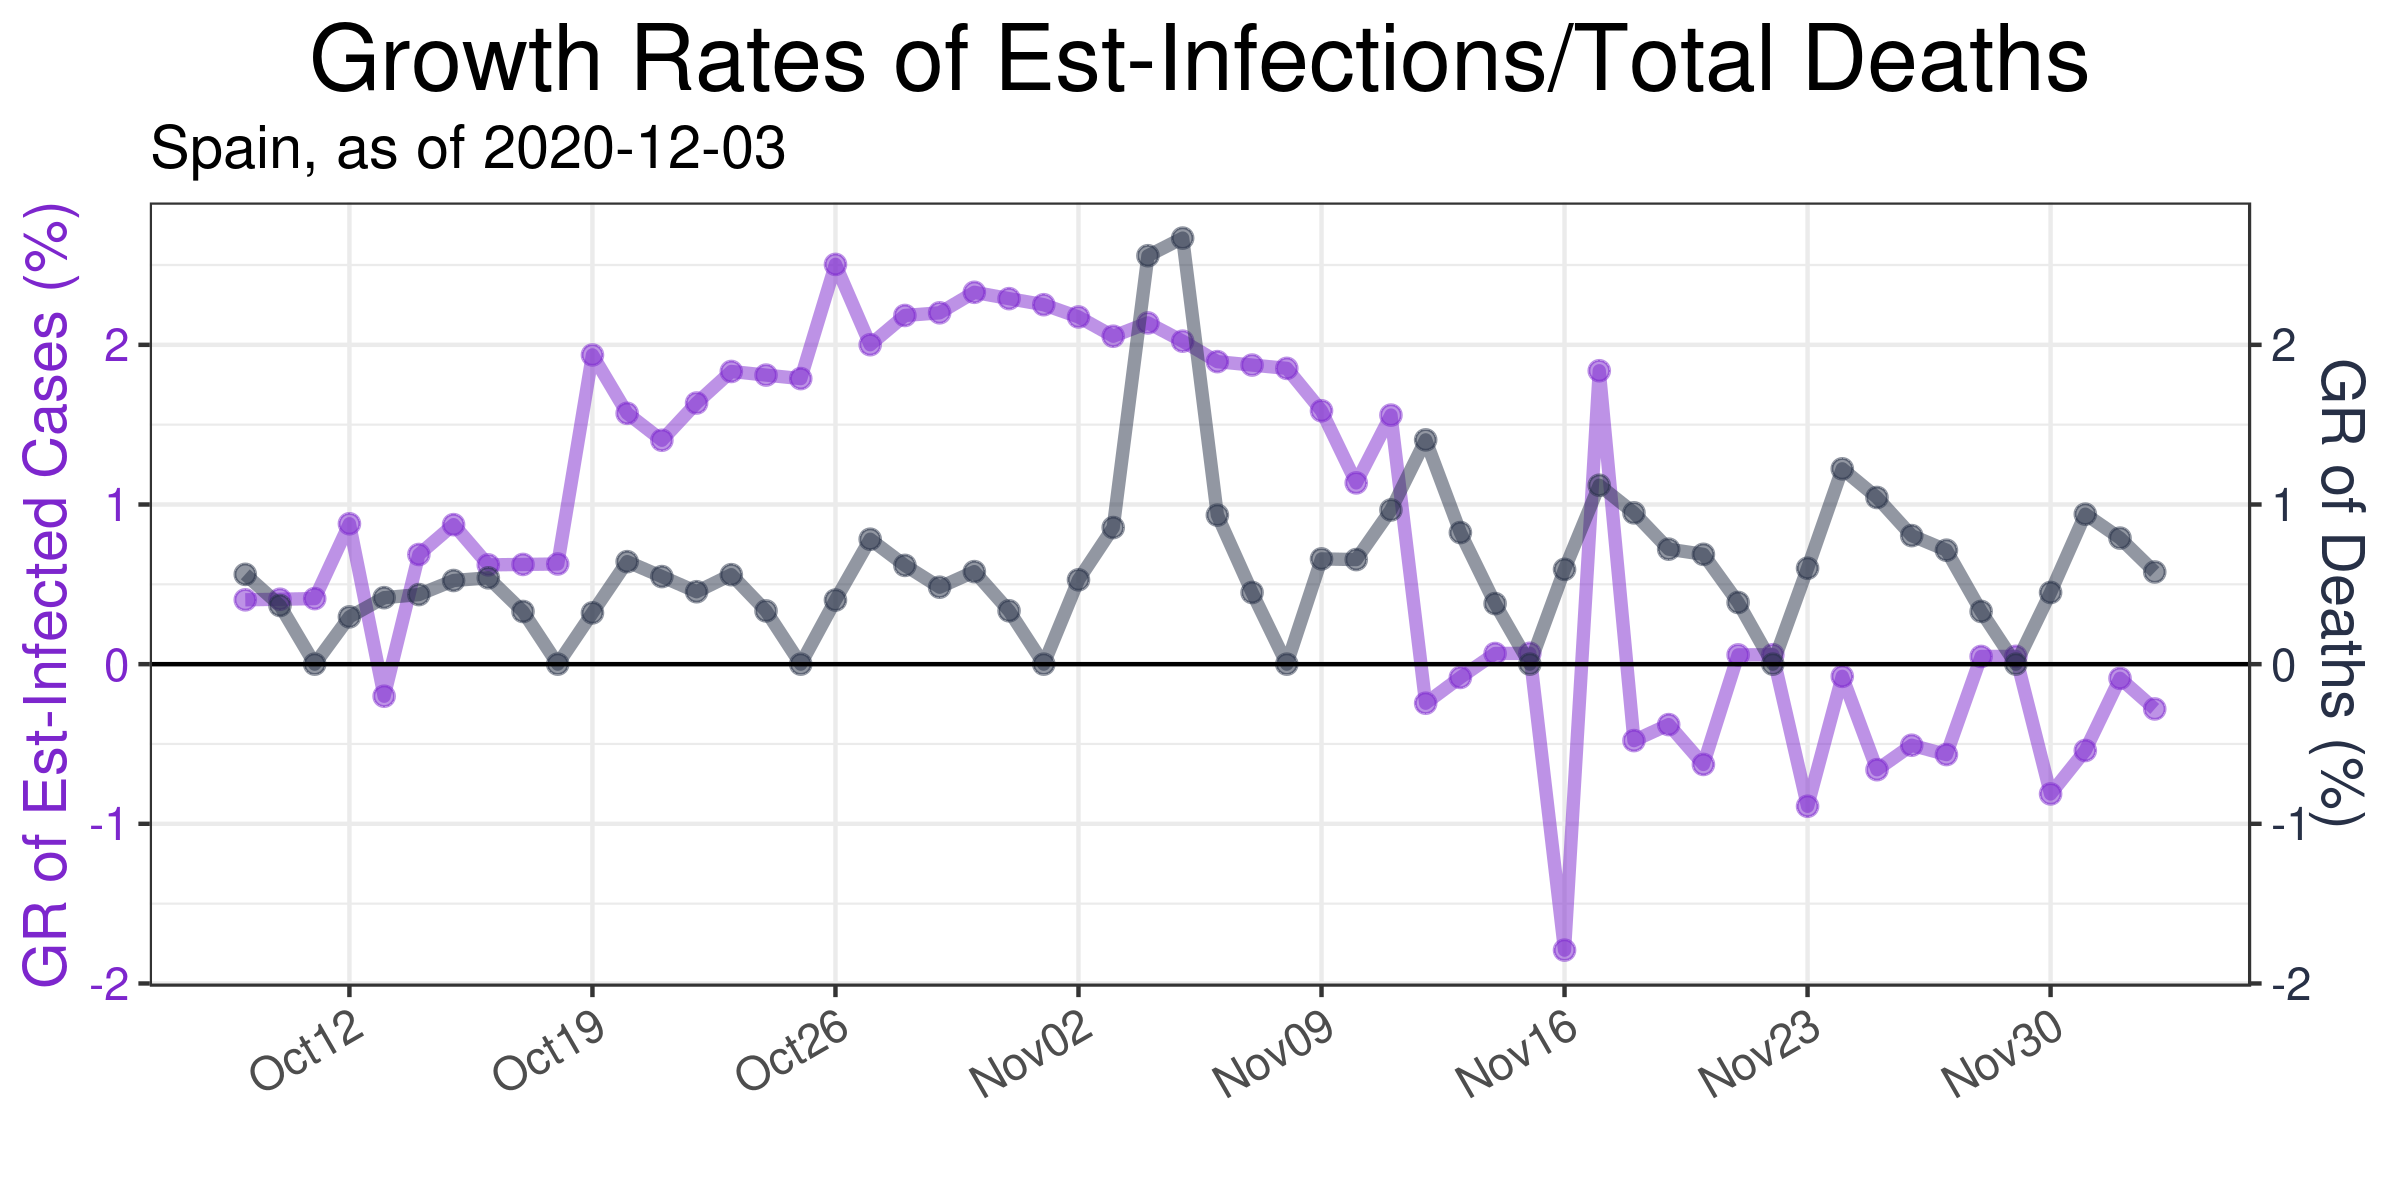 Growth Rates of Est-Infections/Total Deaths
Spain, as of 2020-12-03
GR of Est-Infected Cases (%)
2
1
0
-1
-2
2
1
0
-1
-2
GR of Deaths (%)
Oct12
Oct19
Oct26
Nov02
Nov09
Nov16
Nov23
Nov30